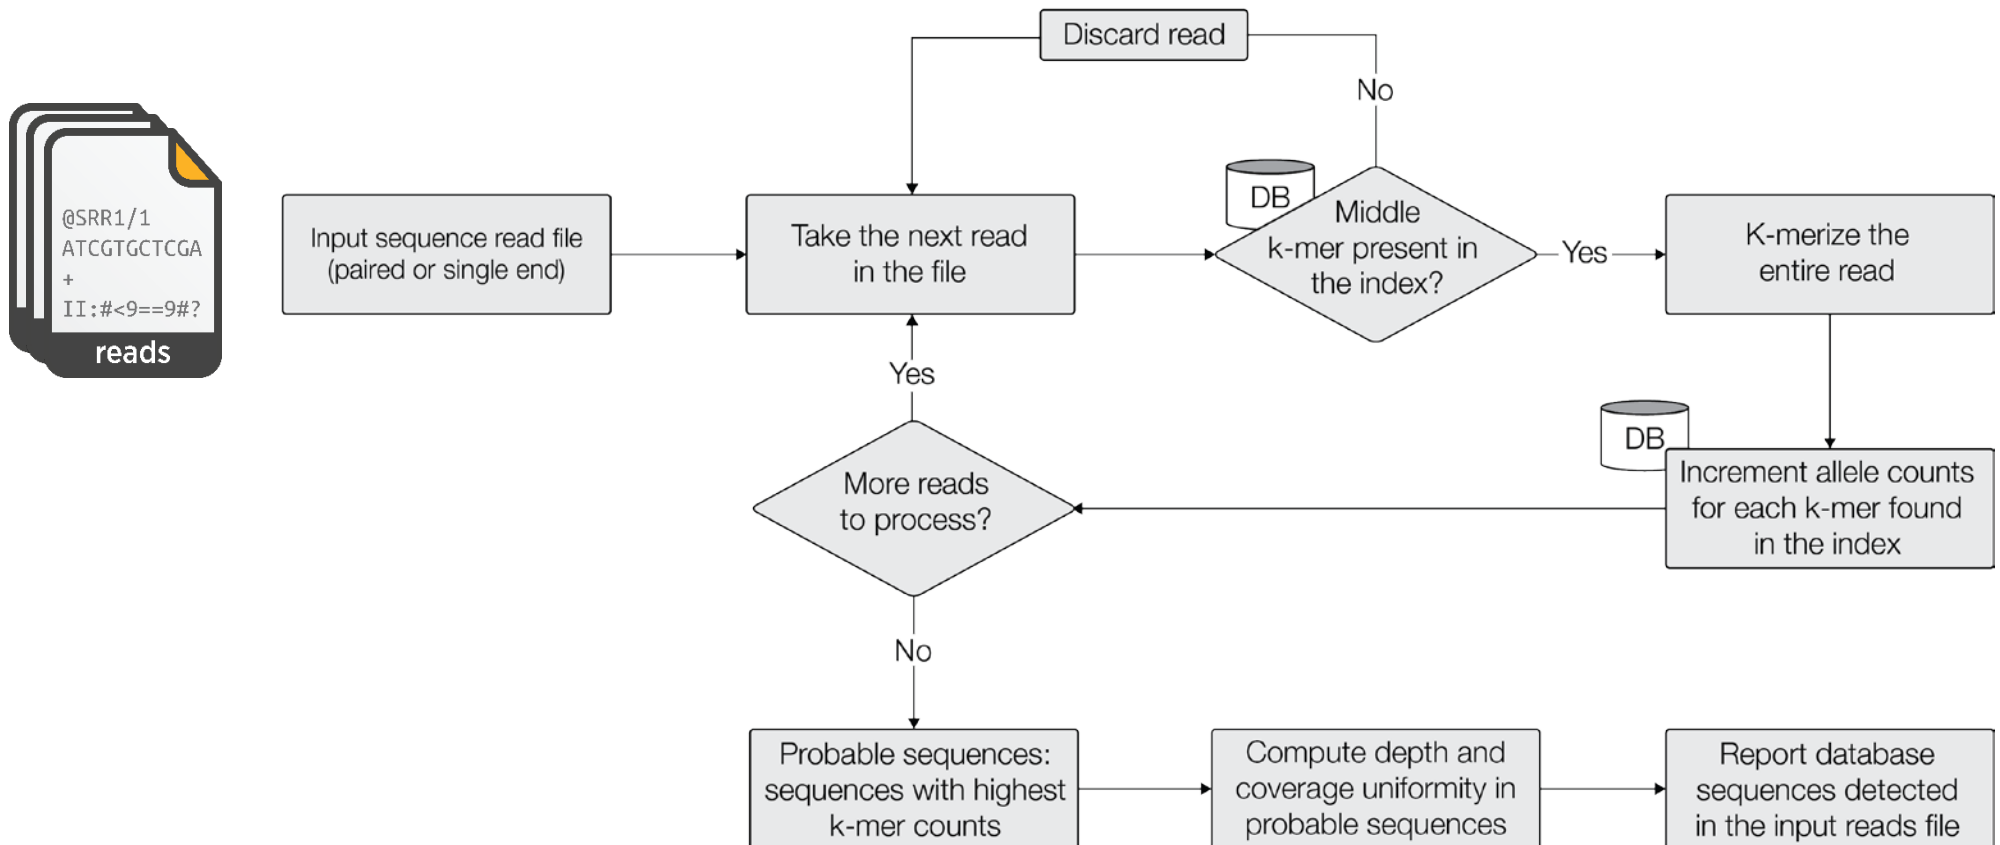 Discard read
No
@SRR1/1
ATCGTGCTCGA
+
II:#<9==9#?
reads
Input sequence read file
(paired or single end)
Take the next read
in the file
DB
Middle
k-mer present in
the index?
Yes
K-merize the
entire read
Yes
DB
More reads
to process?
Increment allele counts
for each k-mer found
in the index
No
Probable sequences:
sequences with highest
k-mer counts
Compute depth and
coverage uniformity in
probable sequences
Report database
sequences detected
in the input reads file